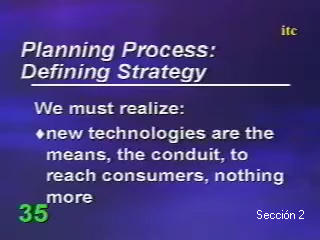 itc
Planning Process:
Defining Strategy
We must realize:
♦new technologies are the
means, the conduit, to
reach consumers, nothing
more
35
Sección 2